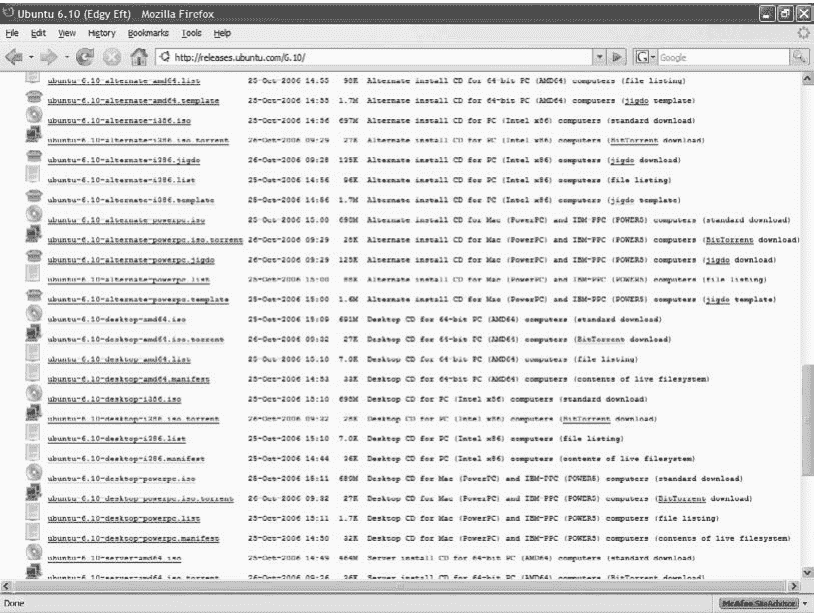 Ubuntu 6.10 (Edgy Eft) Mozilla Firefox
File Edit View History Bookmarks Tools Help
http://releases.ubuntu.com/6.10/ Google
ubuntu-6.10-alternate-amd64.list 25-Oct-2006 14:55 98K Alternate install CD for 64-bit PC (AMD64) computers (file listing)
ubuntu-6.10-alternate-amd64.template 25-Oct-2006 14:55 1.7M Alternate install CD for 64-bit PC (AMD64) computers (jigdo template)
ubuntu-6.10-alternate-i386.iso 25-Oct-2006 14:56 697M Alternate install CD for PC (Intel x86) computers (standard download)
ubuntu-6.10-alternate-i386.iso.torrent 26-Oct-2006 09:29 27K Alternate install CD for PC (Intel x86) computers (BitTorrent download)
ubuntu-6.10-alternate-i386.jigdo 26-Oct-2006 09:28 125K Alternate install CD for PC (Intel x86) computers (jigdo download)
ubuntu-6.10-alternate-i386.list 25-Oct-2006 14:56 96K Alternate install CD for PC (Intel x86) computers (file listing)
ubuntu-6.10-alternate-i386.template 25-Oct-2006 14:56 1.7M Alternate install CD for PC (Intel x86) computers (jigdo template)
ubuntu-6.10-alternate-powerpc.iso 25-Oct-2006 15:00 695M Alternate install CD for Mac (PowerPC) and IBM-PPC (POWER5) computers (standard download)
ubuntu-6.10-alternate-powerpc.iso.torrent 26-Oct-2006 09:29 28K Alternate install CD for Mac (PowerPC) and IBM-PPC (POWER5) computers (BitTorrent download)
ubuntu-6.10-alternate-powerpc.jigdo 26-Oct-2006 09:29 125K Alternate install CD for Mac (PowerPC) and IBM-PPC (POWER5) computers (jigdo download)
ubuntu-6.10-alternate-powerpc.list 25-Oct-2006 15:00 Alternate install CD for Mac (PowerPC) and IBM-PPC (POWER5) computers (file listing)
ubuntu-6.10-alternate-powerpc.template 25-Oct-2006 15:00 1.6M Alternate install CD for Mac (PowerPC) and IBM-PPC (POWER5) computers (jigdo template)
ubuntu-6.10-desktop-amd64.iso 25-Oct-2006 15:09 691M Desktop CD for 64-bit PC (AMD64) computers (standard download)
ubuntu-6.10-desktop-amd64.iso.torrent 26-Oct-2006 09:32 27K Desktop CD for 64-bit PC (AMD64) computers (BitTorrent download)
ubuntu-6.10-desktop-amd64.list 25-Oct-2006 15:10 7.0K Desktop CD for 64-bit PC (AMD64) computers (file listing)
ubuntu-6.10-desktop-amd64.manifest 25-Oct-2006 14:53 33K Desktop CD for 64-bit PC (AMD64) computers (contents of live filesystem)
ubuntu-6.10-desktop-i386.iso 25-Oct-2006 15:10 698M Desktop CD for PC (Intel x86) computers (standard download)
ubuntu-6.10-desktop-i386.iso.torrent 26-Oct-2006 09:32 28K Desktop CD for PC (Intel x86) computers (BitTorrent download)
ubuntu-6.10-desktop-i386.list 25-Oct-2006 15:10 7.0K Desktop CD for PC (Intel x86) computers (file listing)
ubuntu-6.10-desktop-i386.manifest 25-Oct-2006 14:44 36K Desktop CD for PC (Intel x86) computers (contents of live filesystem)
ubuntu-6.10-desktop-powerpc.iso 25-Oct-2006 15:11 689M Desktop CD for Mac (PowerPC) and IBM-PPC (POWER5) computers (standard download)
ubuntu-6.10-desktop-powerpc.iso.torrent 26-Oct-2006 09:32 27K Desktop CD for Mac (PowerPC) and IBM-PPC (POWER5) computers (BitTorrent download)
ubuntu-6.10-desktop-powerpc.list 25-Oct-2006 15:11 1.7K Desktop CD for Mac (PowerPC) and IBM-PPC (POWER5) computers (file listing)
ubuntu-6.10-desktop-powerpc.manifest 25-Oct-2006 14:50 32K Desktop CD for Mac (PowerPC) and IBM-PPC (POWER5) computers (contents of live filesystem)
ubuntu-6.10-server-amd64.iso 25-Oct-2006 14:49 464M Server install CD for 64-bit PC (AMD64) computers (standard download)
ubuntu-6.10-server-amd64.iso.torrent 26-Oct-2006 09:26 Server install CD for 64-bit PC (AMD64) computers (BitTorrent download)
Done McAfee SiteAdvisor